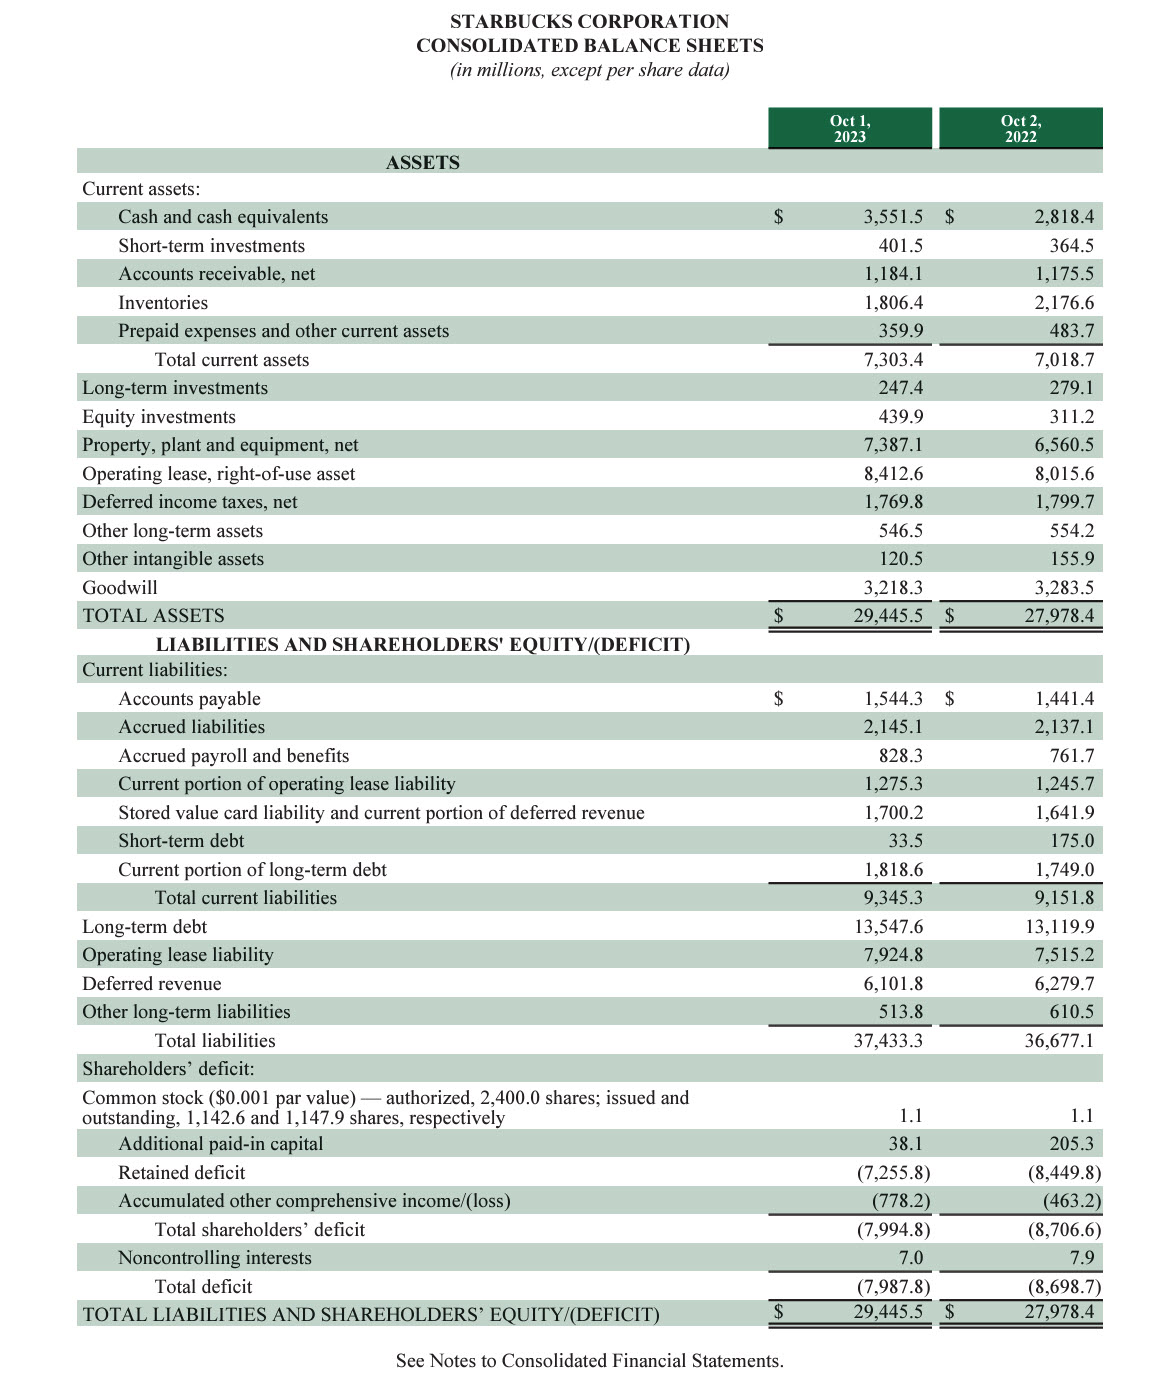 STARBUCKS CORPORATION
CONSOLIDATED BALANCE SHEETS
(in millions, except per share data)
Oct 1, 2023 Oct 2, 2022
ASSETS
Current assets:
Cash and cash equivalents $ 3,551.5 $ 2,818.4
Short-term investments 401.5 364.5
Accounts receivable, net 1,184.1 1,175.5
Inventories 1,806.4 2,176.6
Prepaid expenses and other current assets 359.9 483.7
Total current assets 7,303.4 7,018.7
Long-term investments 247.4 279.1
Equity investments 439.9 311.2
Property, plant and equipment, net 7,387.1 6,560.5
Operating lease, right-of-use asset 8,412.6 8,015.6
Deferred income taxes, net 1,769.8 1,799.7
Other long-term assets 546.5 554.2
Other intangible assets 120.5 155.9
Goodwill 3,218.3 3,283.5
TOTAL ASSETS $ 29,445.5 $ 27,978.4
LIABILITIES AND SHAREHOLDERS' EQUITY/(DEFICIT)
Current liabilities:
Accounts payable $ 1,544.3 $ 1,441.4
Accrued liabilities 2,145.1 2,137.1
Accrued payroll and benefits 828.3 761.7
Current portion of operating lease liability 1,275.3 1,245.7
Stored value card liability and current portion of deferred revenue 1,700.2 1,641.9
Short-term debt 33.5 175.0
Current portion of long-term debt 1,818.6 1,749.0
Total current liabilities 9,345.3 9,151.8
Long-term debt 13,547.6 13,119.9
Operating lease liability 7,924.8 7,515.2
Deferred revenue 6,101.8 6,279.7
Other long-term liabilities 513.8 610.5
Total liabilities 37,433.3 36,677.1
Shareholders’ deficit:
Common stock ($0.001 par value) — authorized, 2,400.0 shares; issued and
outstanding, 1,142.6 and 1,147.9 shares, respectively 1.1 1.1
Additional paid-in capital 38.1 205.3
Retained deficit (7,255.8) (8,449.8)
Accumulated other comprehensive income/(loss) (778.2) (463.2)
Total shareholders’ deficit (7,994.8) (8,706.6)
Noncontrolling interests 7.0 7.9
Total deficit (7,987.8) (8,698.7)
TOTAL LIABILITIES AND SHAREHOLDERS’ EQUITY/(DEFICIT) $ 29,445.5 $ 27,978.4
See Notes to Consolidated Financial Statements.